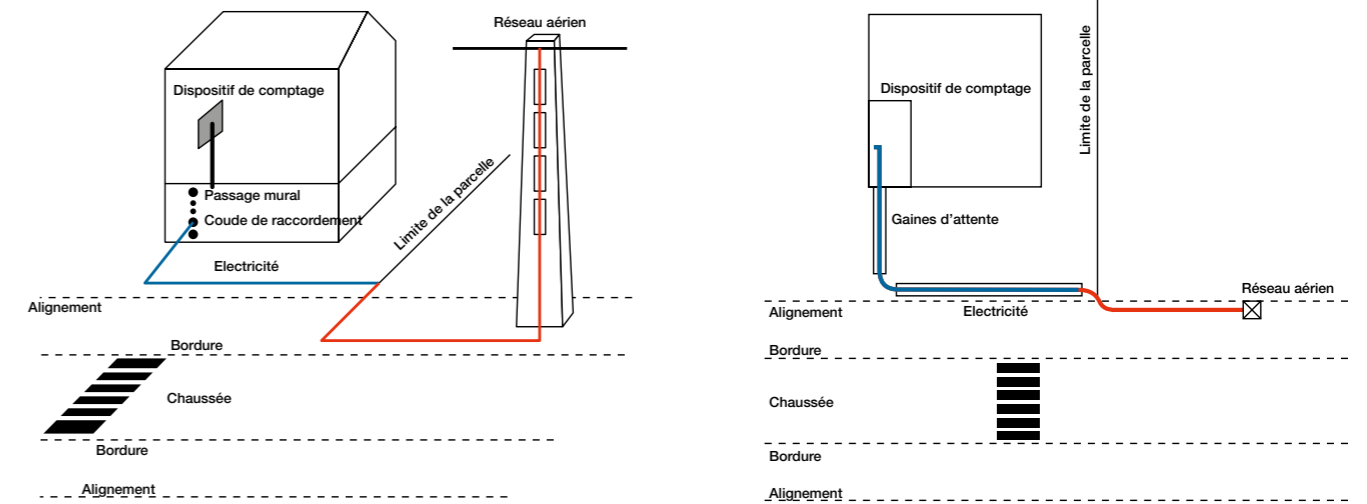 Réseau aérien
Dispositif de comptage
Passage mural
Coude de raccordement
Limite de la parcelle
Electricité
Alignement
Bordure
Chaussée
Bordure
Alignement
Dispositif de comptage
Limite de la parcelle
Gaines d’attente
Réseau aérien
Electricité
Alignement
Bordure
Chaussée
Bordure
Alignement